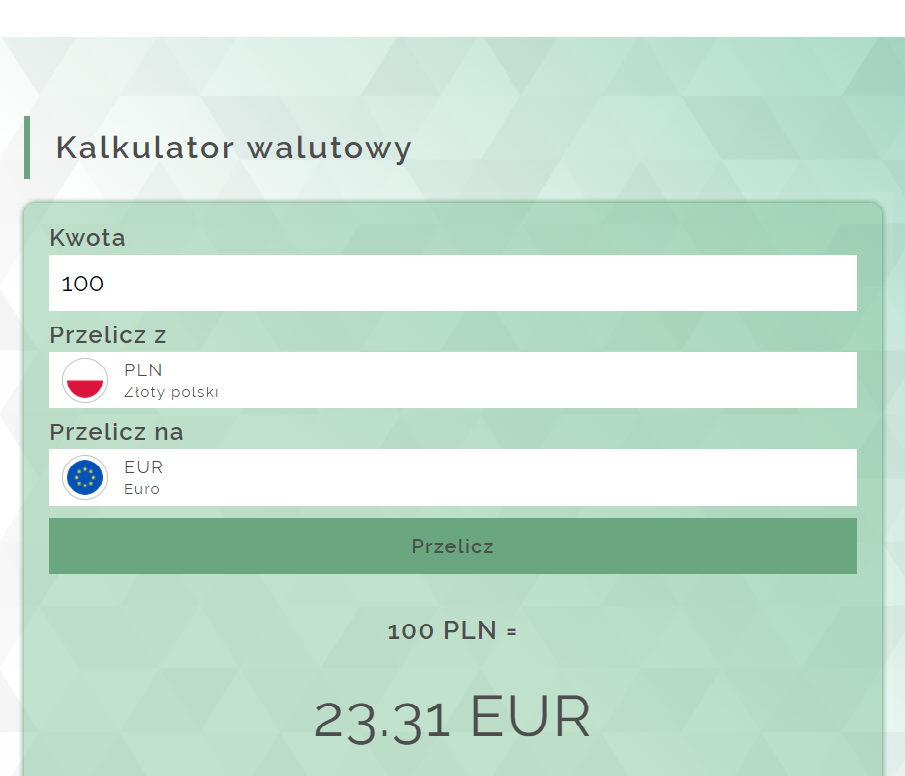 Kalkulator walutowy
Kwota
100
Przelicz z
PLN
Złoty polski
Przelicz na
EUR
Euro
Przelicz
100 PLN =
23.31 EUR